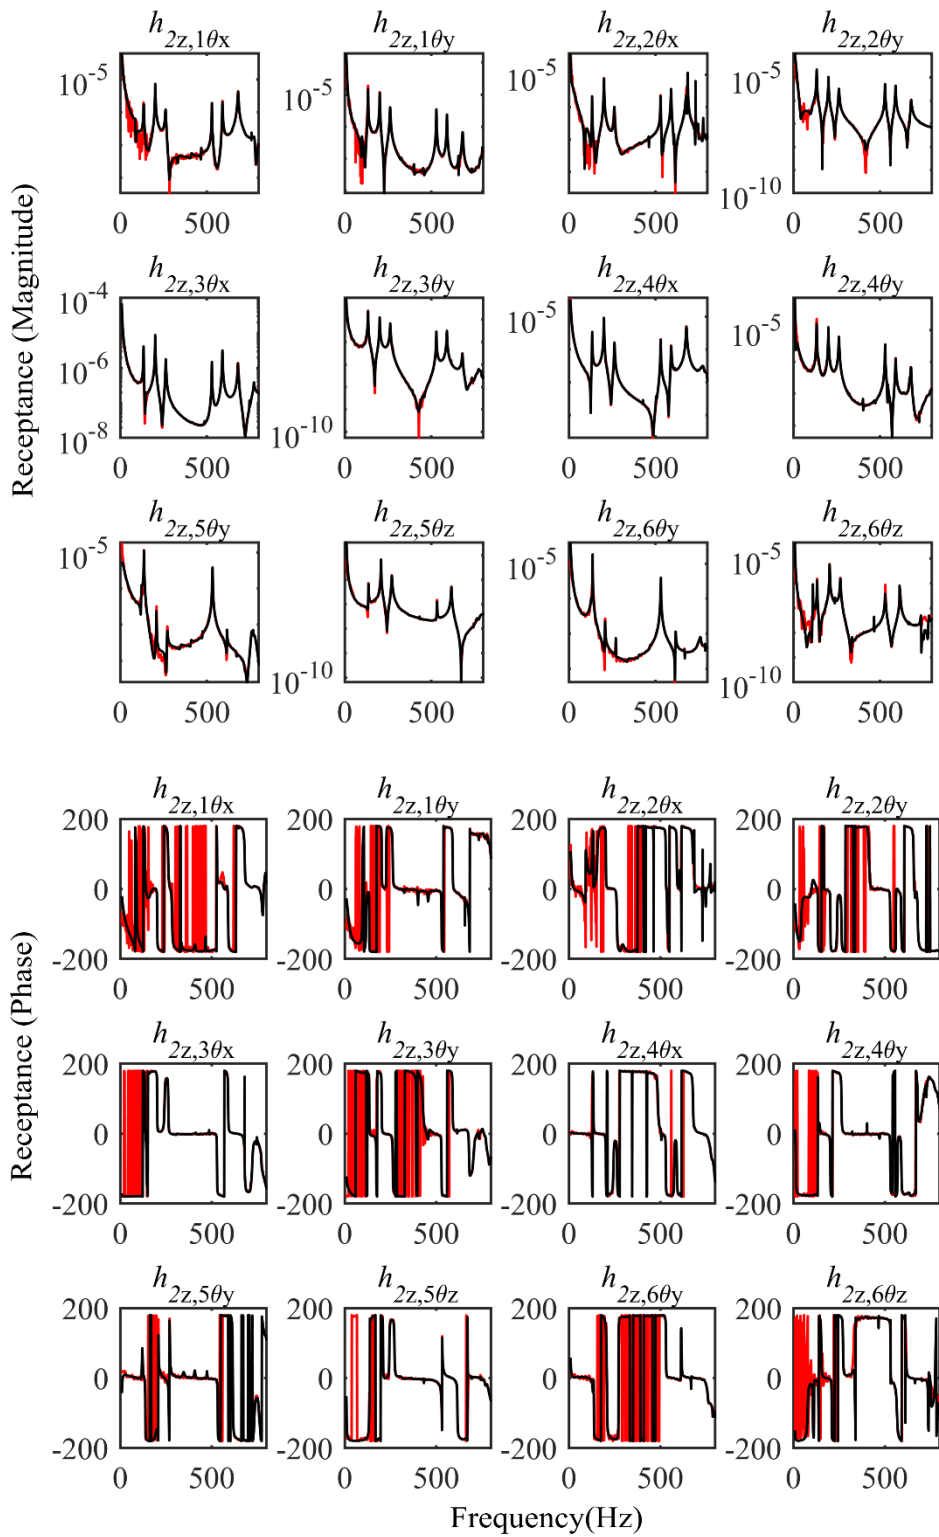 h2z,1θx h2z,1θy h2z,2θx h2z,2θy
10-5 10-5 10-5 10-5 10-10
0 500 0 500 0 500 0 500
Receptance (Magnitude)
h2z,3θx h2z,3θy h2z,4θx h2z,4θy
10-4 10-6 10-8 10-10 10-5 10-5
0 500 0 500 0 500 0 500
h2z,5θy h2z,5θz h2z,6θy h2z,6θz
10-5 10-10 10-5 10-5 10-10
0 500 0 500 0 500 0 500
h2z,1θx h2z,1θy h2z,2θx h2z,2θy
200 200 200 200
0 0 0 0
-200 -200 -200 -200
0 500 0 500 0 500 0 500
Receptance (Phase)
h2z,3θx h2z,3θy h2z,4θx h2z,4θy
200 200 200 200
0 0 0 0
-200 -200 -200 -200
0 500 0 500 0 500 0 500
h2z,5θy h2z,5θz h2z,6θy h2z,6θz
200 200 200 200
0 0 0 0
-200 -200 -200 -200
0 500 0 500 0 500 0 500
Frequency(Hz)